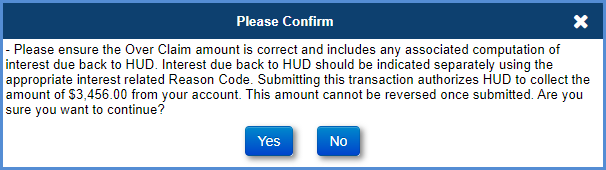 Please Confirm
- Please ensure the Over Claim amount is correct and includes any associated computation of
interest due back to HUD. Interest due back to HUD should be indicated separately using the
appropriate interest related Reason Code. Submitting this transaction authorizes HUD to collect the
amount of $3,456.00 from your account. This amount cannot be reversed once submitted. Are you
sure you want to continue?
Yes No